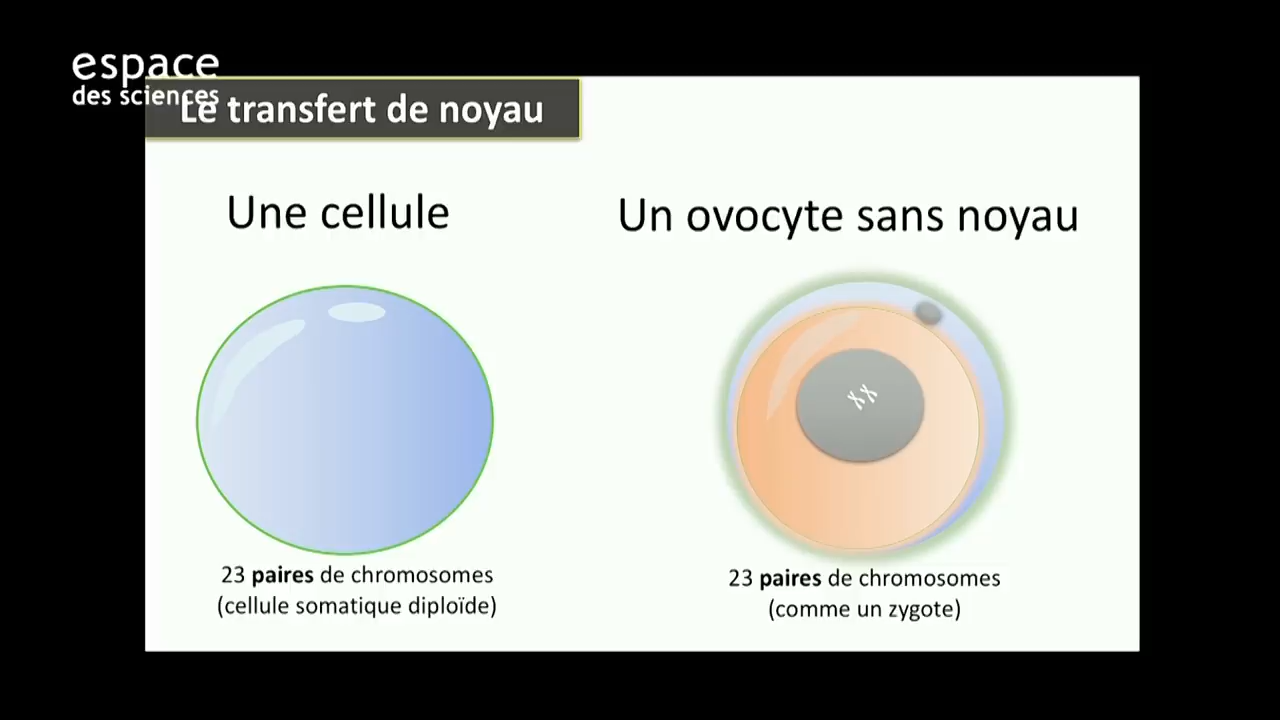 espace
des sciences
Le transfert de noyau
Une cellule
Un ovocyte sans noyau
23 paires de chromosomes
(cellule somatique diploïde)
23 paires de chromosomes
(comme un zygote)